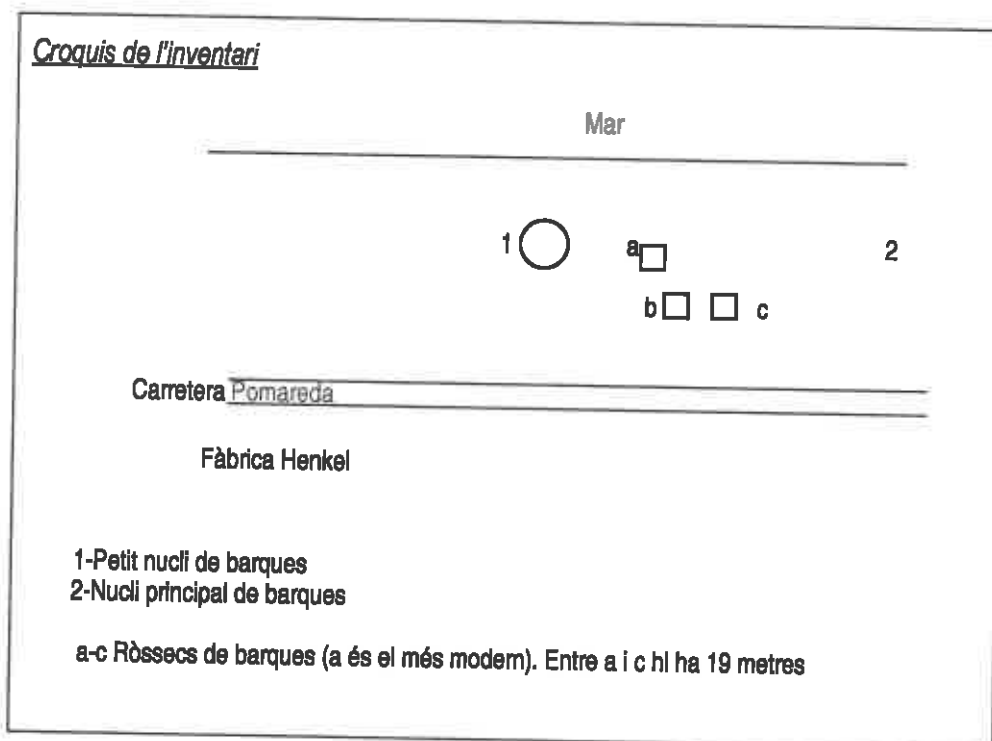 Croquis de l'inventari
Mar
1
a
2
b
c
Carretera Pomareda
Fàbrica Henkel
1-Petit nucli de barques
2-Nucli principal de barques
a-c Ròssecs de barques (a és el més modern). Entre a i c hi ha 19 metres